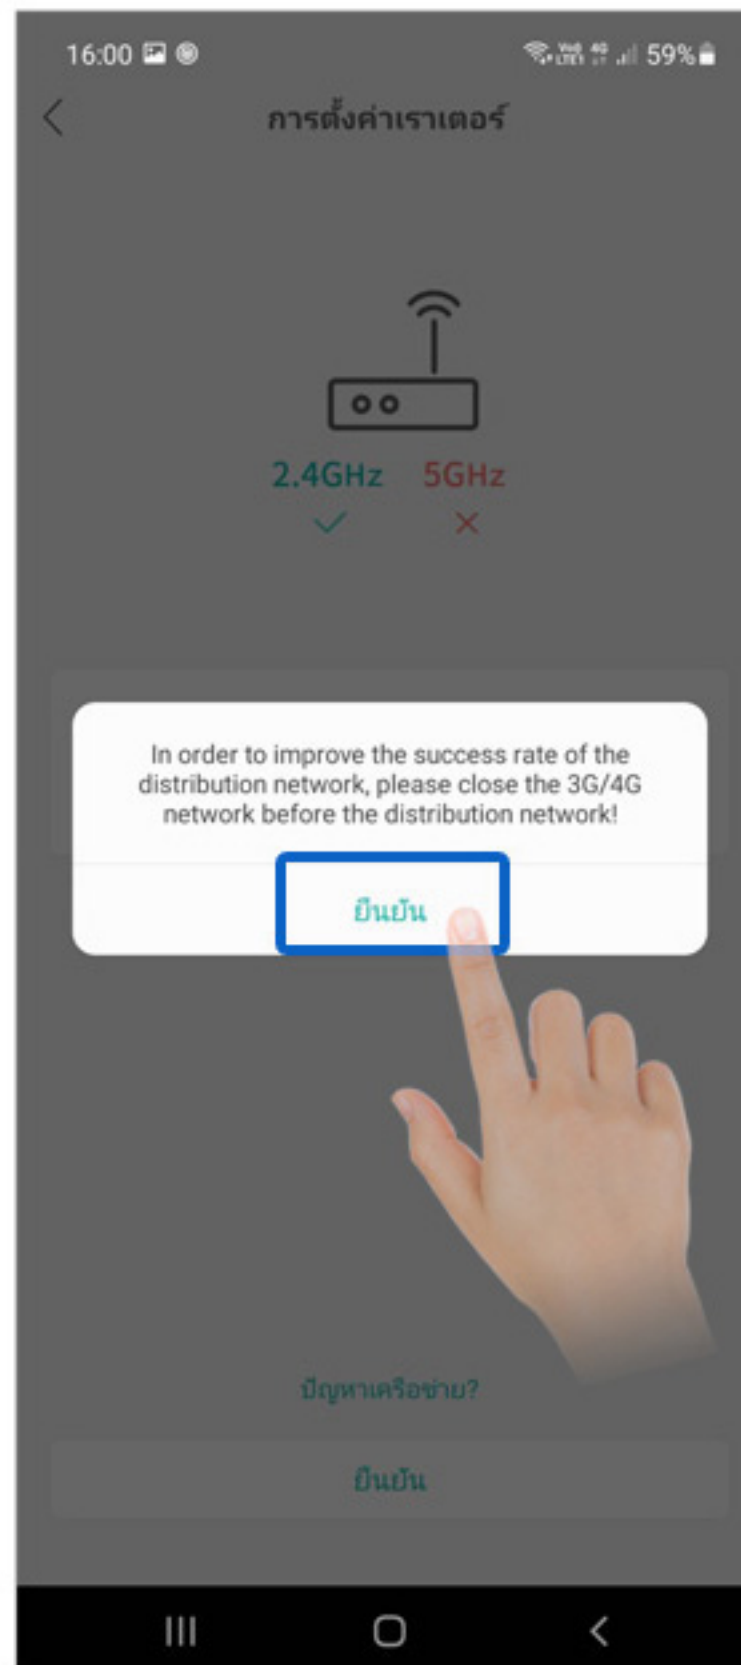 16:00 59%
การตั้งค่าเราเตอร์
2.4GHz 5GHz
In order to improve the success rate of the
distribution network, please close the 3G/4G
network before the distribution network!
ยืนยัน
ปัญหาเครือข่าย?
ยืนยัน